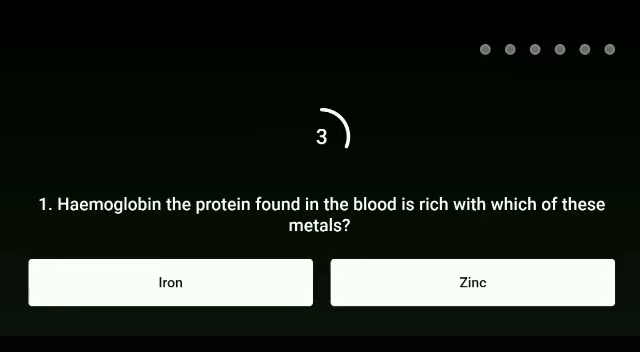 3
1. Haemoglobin the protein found in the blood is rich with which of these
metals?
Iron
Zinc